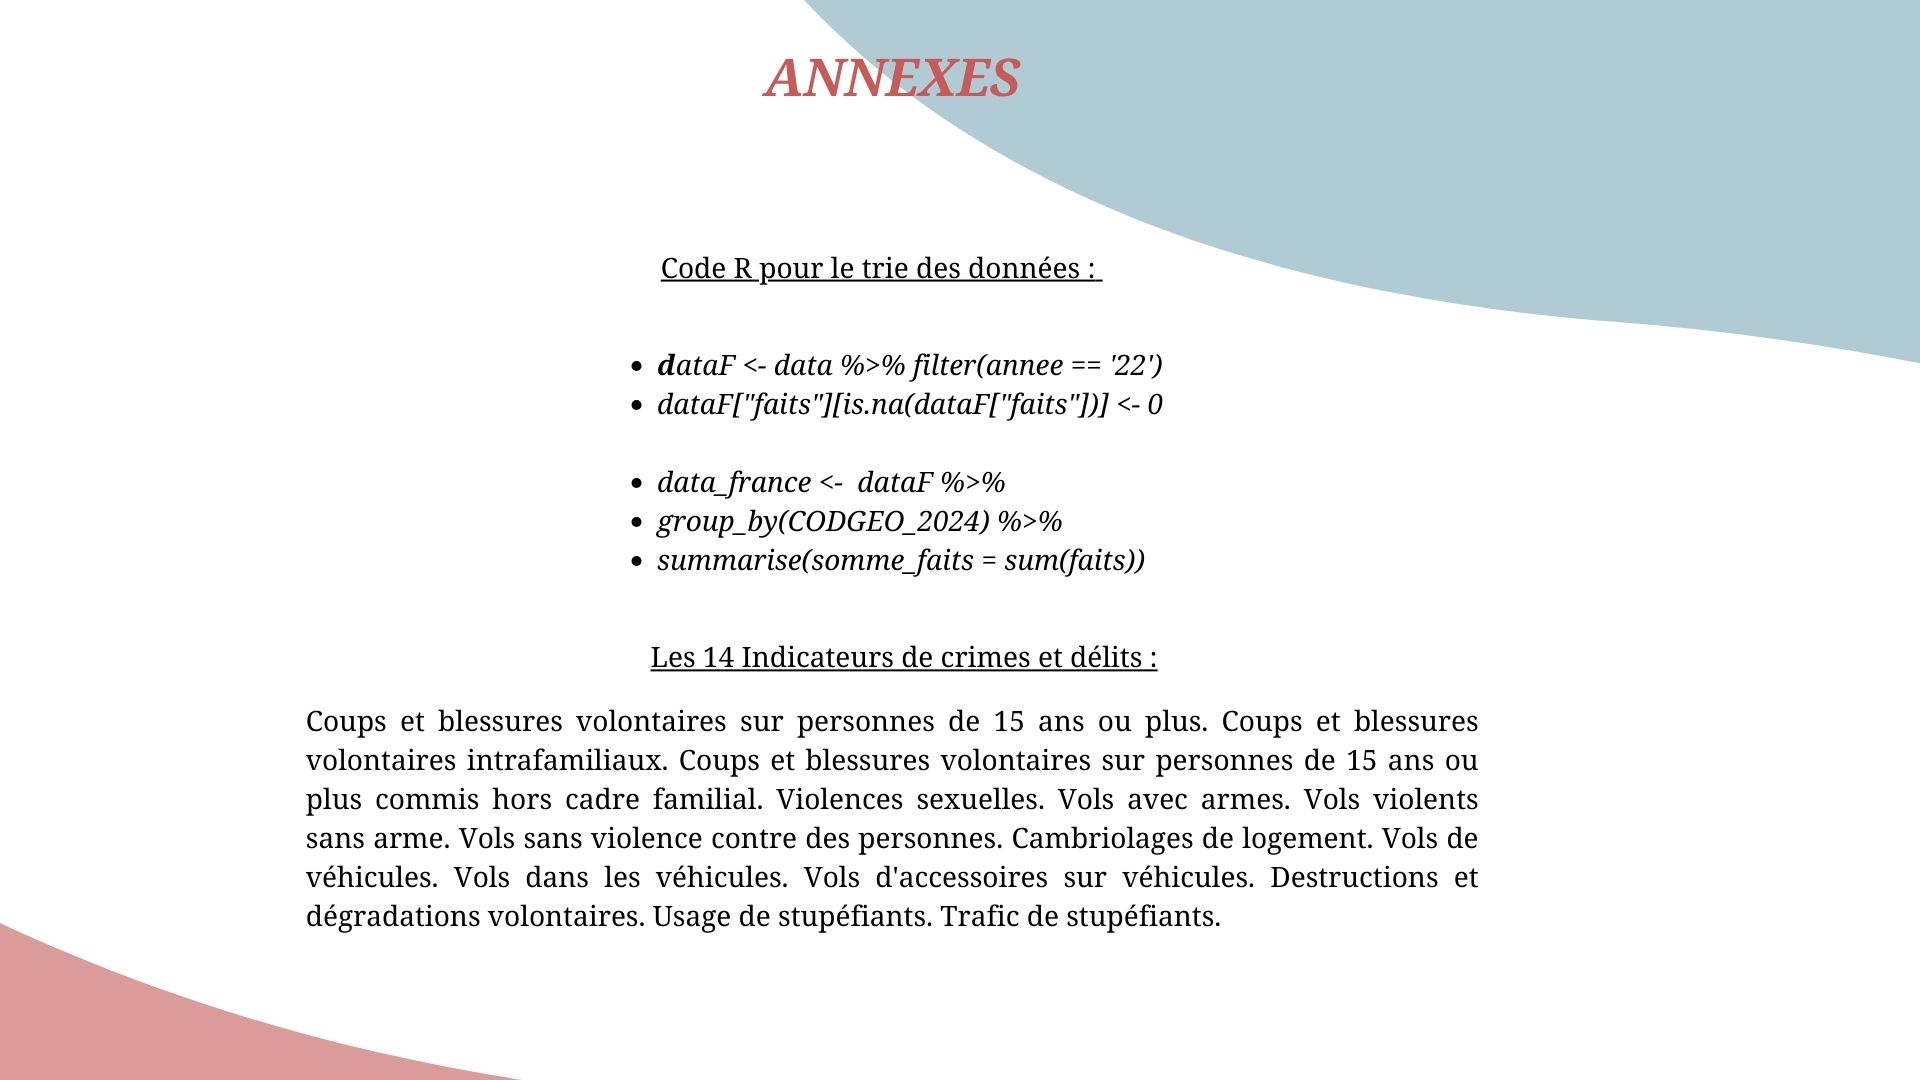 ANNEXES
Code R pour le trie des données :
• dataF <- data %>% filter(annee == '22')
• dataF["faits"][is.na(dataF["faits"])] <- 0
• data_france <-  dataF %>%
• group_by(CODGEO_2024) %>%
• summarise(somme_faits = sum(faits))
Les 14 Indicateurs de crimes et délits :
Coups et blessures volontaires sur personnes de 15 ans ou plus. Coups et blessures
volontaires intrafamiliaux. Coups et blessures volontaires sur personnes de 15 ans ou
plus commis hors cadre familial. Violences sexuelles. Vols avec armes. Vols violents
sans arme. Vols sans violence contre des personnes. Cambriolages de logement. Vols de
véhicules. Vols dans les véhicules. Vols d'accessoires sur véhicules. Destructions et
dégradations volontaires. Usage de stupéfiants. Trafic de stupéfiants.